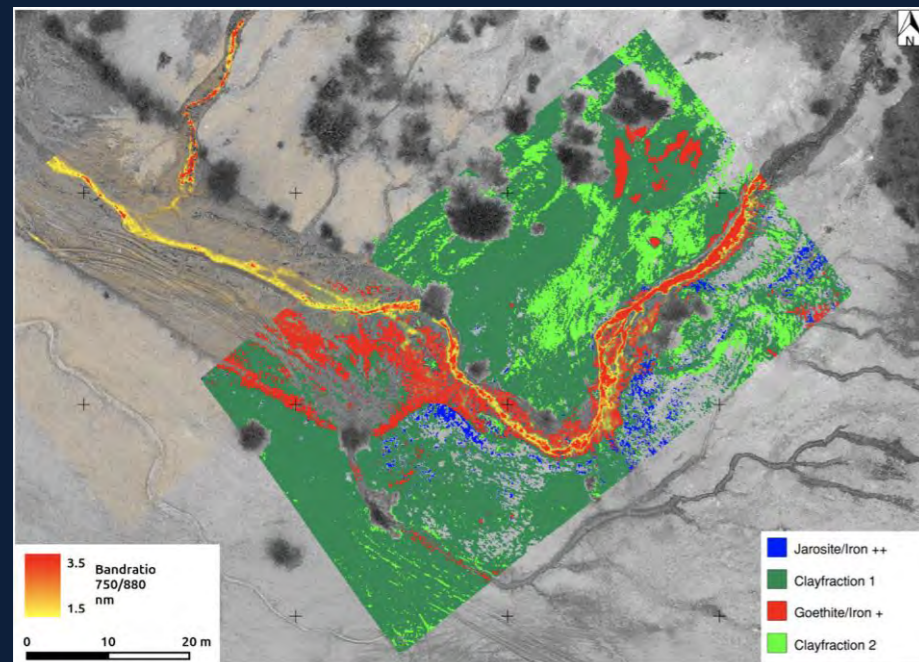 N
3.5
Bandratio
750/880
nm
1.5
0 10 20 m
Jarosite/Iron ++
Clayfraction 1
Goethite/Iron +
Clayfraction 2